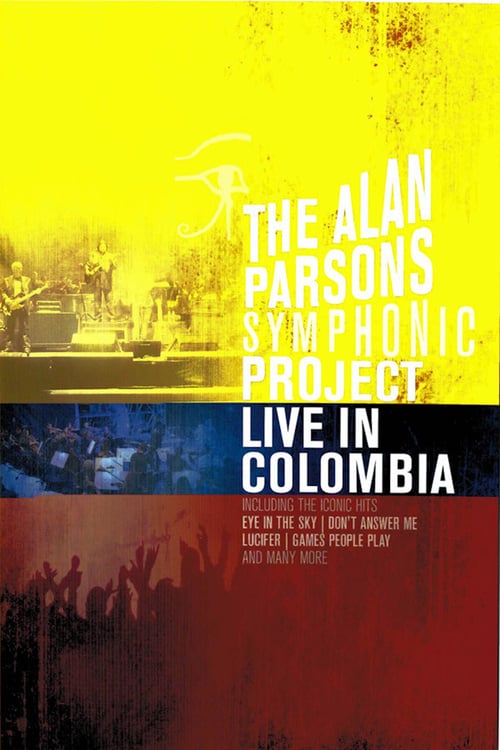 THE ALAN
PARSONS
SYMPHONIC
PROJECT
LIVE IN
COLOMBIA
INCLUDING THE ICONIC HITS
EYE IN THE SKY | DON'T ANSWER ME
LUCIFER | GAMES PEOPLE PLAY
AND MANY MORE